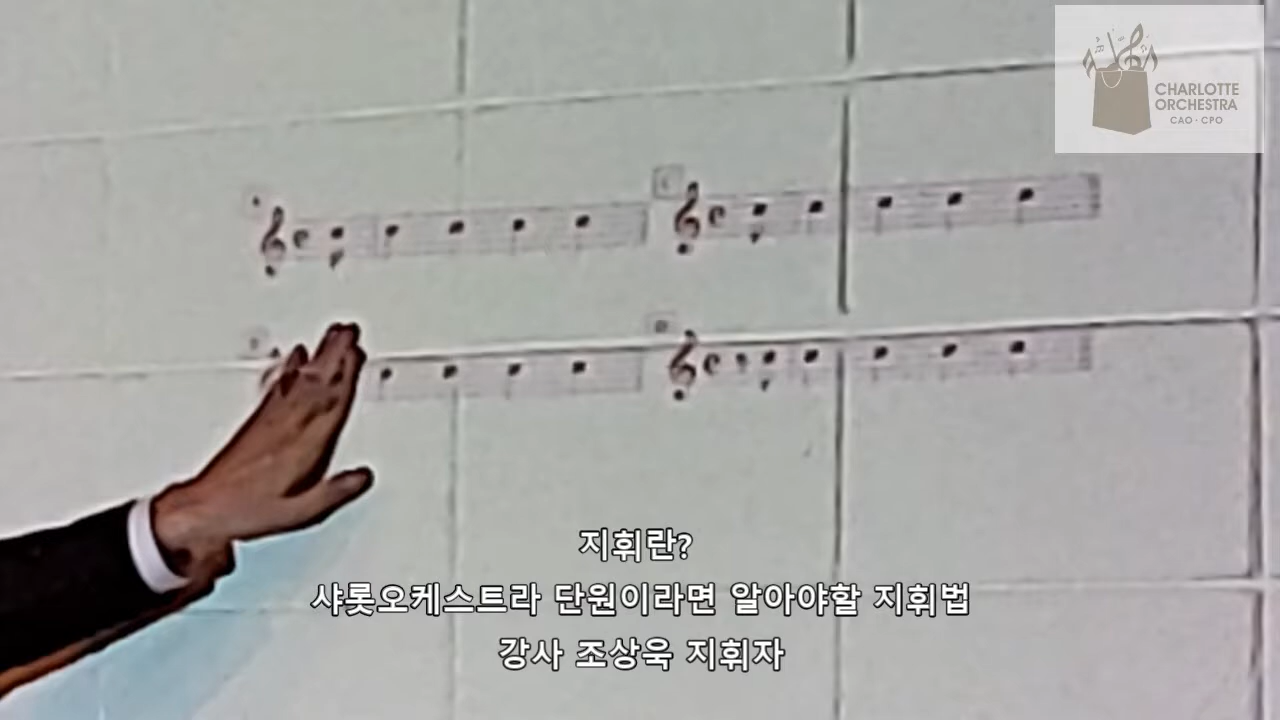 CHARLOTTE
ORCHESTRA
CAO · CPO
지휘란?
샤롯오케스트라 단원이라면 알아야할 지휘법
강사 조상욱 지휘자